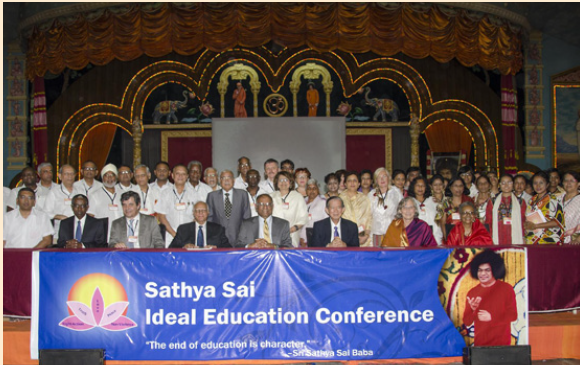 Sathya Sai
Ideal Education Conference
"The end of education is character."
-Sri Sathya Sai Baba